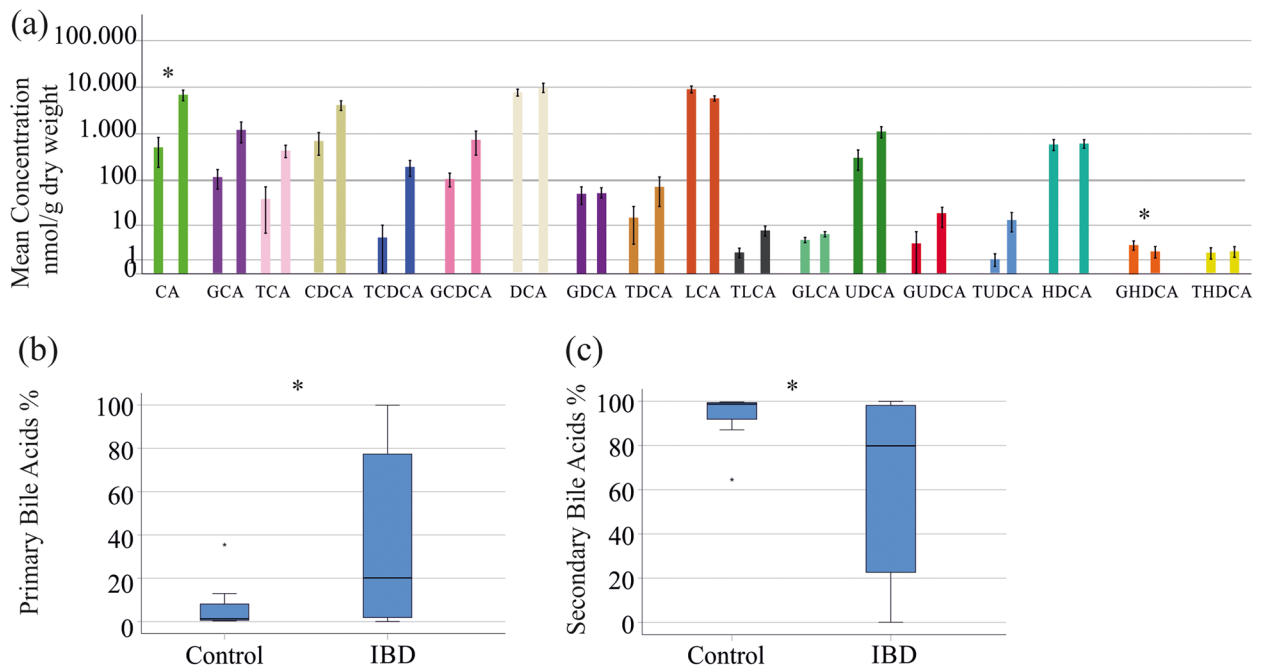 (a)
Mean Concentration
nmol/g dry weight
100.000
10.000
1.000
100
10
1
0
*
*
CA GCA TCA CDCA TCDCA GCDCA DCA GDCA TDCA LCA TLCA GLCA UDCA GUDCA TUDCA HDCA GHDCA THDCA
(b)
Primary Bile Acids %
*
100
80
60
40
20
0
*
Control IBD
(c)
Secondary Bile Acids %
*
100
80
60
40
20
0
*
Control IBD